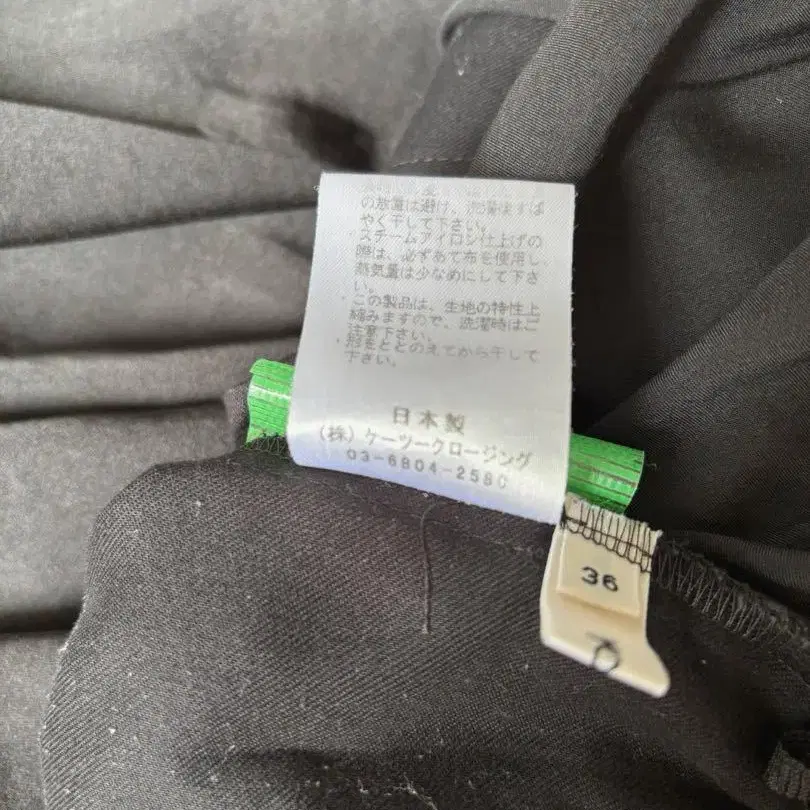 の放置は避け、洗濯後すば
やく干して下さい。
・スチームアイロン仕上げの
際は、必ずあて布を使用し
蒸気量は少なめにして下さ
い。
・この製品は、生地の特性上
縮みますので、洗濯時はご
注意下さい。
・形をととのえてから干して
下さい。
日本製
(株)ケーツークロージング
03-6804-2580
36